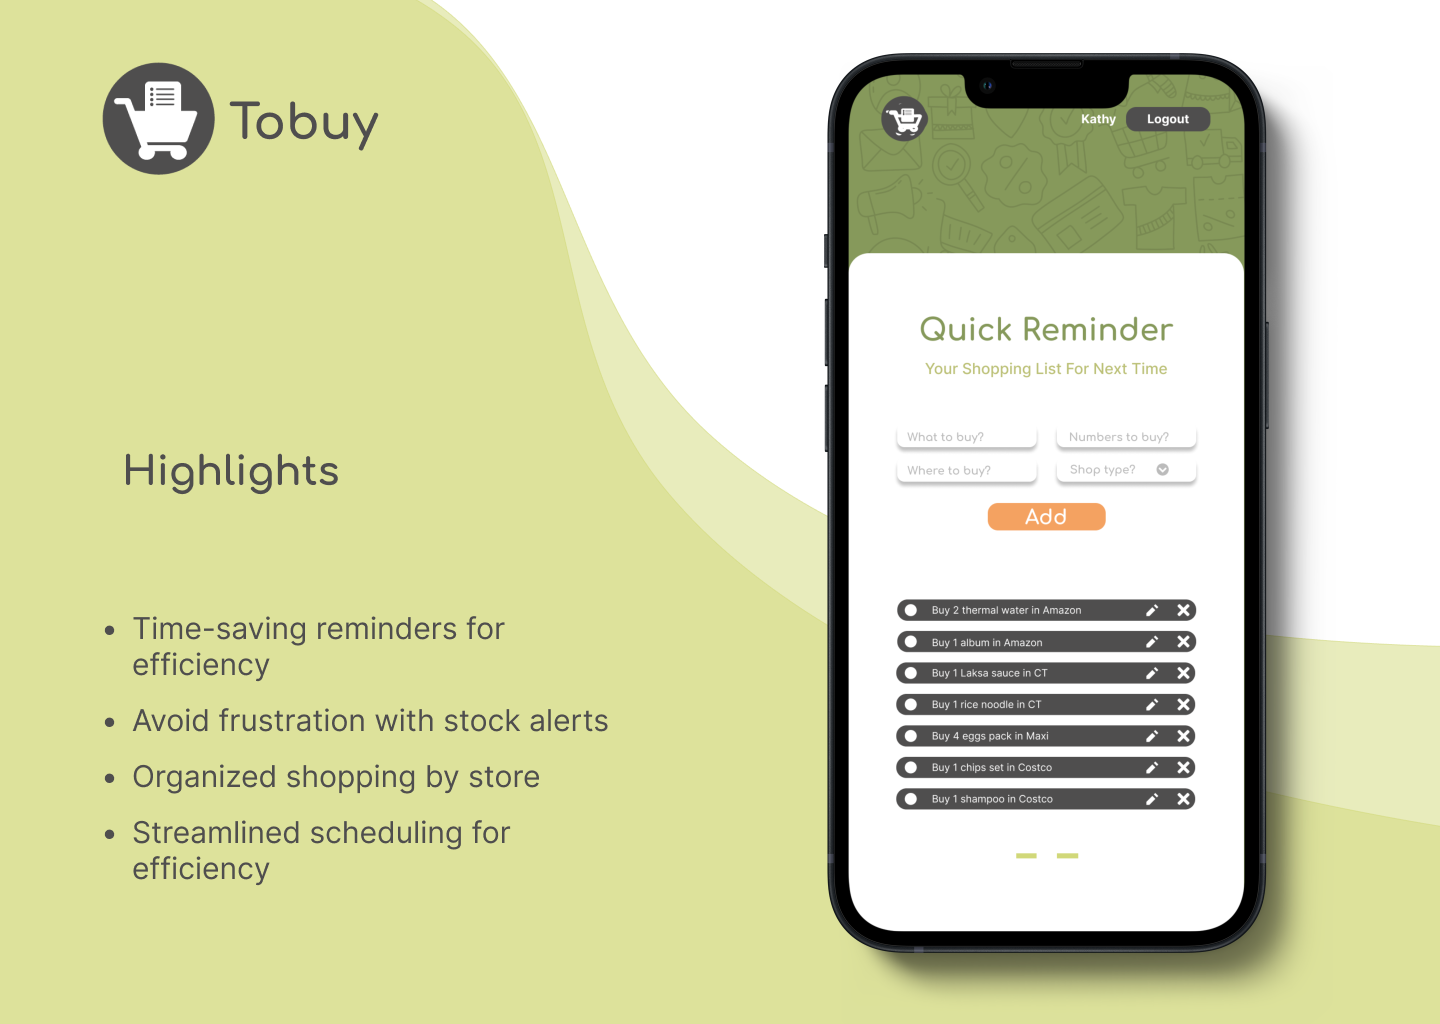 Tobuy
Highlights
• Time-saving reminders for
efficiency
• Avoid frustration with stock alerts
• Organized shopping by store
• Streamlined scheduling for
efficiency
Kathy
Logout
Quick Reminder
Your Shopping List For Next Time
What to buy?
Numbers to buy?
Where to buy?
Shop type?
Add
Buy 2 thermal water in Amazon
Buy 1 album in Amazon
Buy 1 Laksa sauce in CT
Buy 1 rice noodle in CT
Buy 4 eggs pack in Maxi
Buy 1 chips set in Costco
Buy 1 shampoo in Costco